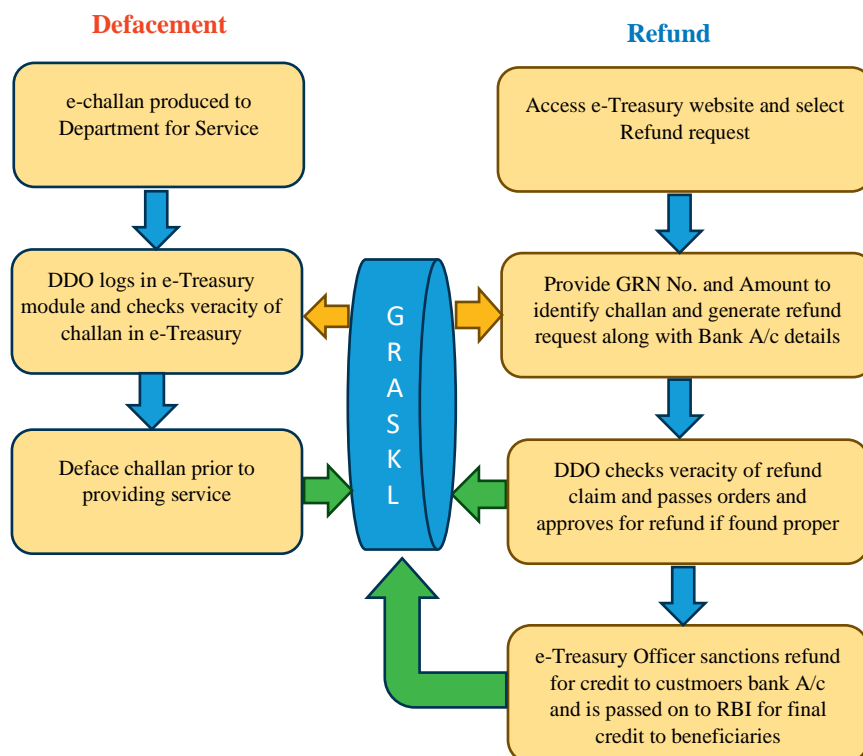 Defacement
e-challan produced to
Department for Service
DDO logs in e-Treasury
module and checks veracity of
challan in e-Treasury
Deface challan prior to
providing service
G
R
A
S
K
L
Refund
Access e-Treasury website and select
Refund request
Provide GRN No. and Amount to
identify challan and generate refund
request along with Bank A/c details
DDO checks veracity of refund
claim and passes orders and
approves for refund if found proper
e-Treasury Officer sanctions refund
for credit to custmoers bank A/c
and is passed on to RBI for final
credit to beneficiaries